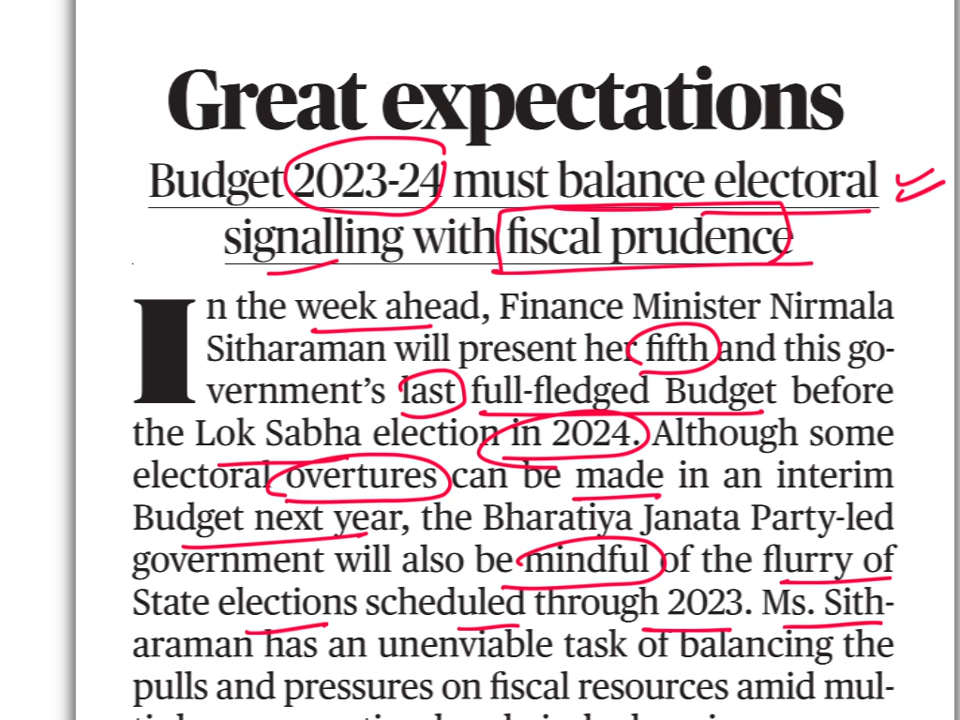 Great expectations
Budget 2023-24 must balance electoral
signalling with fiscal prudence
In the week ahead, Finance Minister Nirmala
Sitharaman will present her fifth and this go-
vernment's last full-fledged Budget before
the Lok Sabha election in 2024. Although some
electoral overtures can be made in an interim
Budget next year, the Bharatiya Janata Party-led
government will also be mindful of the flurry of
State elections scheduled through 2023. Ms. Sith-
araman has an unenviable task of balancing the
pulls and pressures on fiscal resources amid mul-